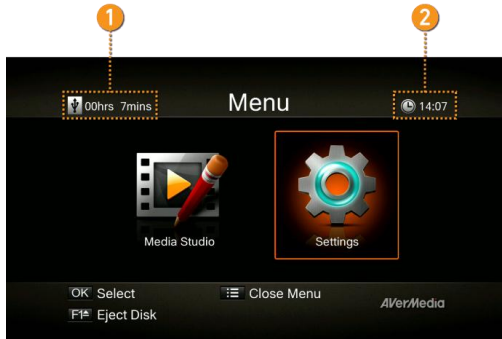 1 2
00hrs 7mins Menu 14:07
Media Studio Settings
OK Select Close Menu
F1 Eject Disk
AVerMedia